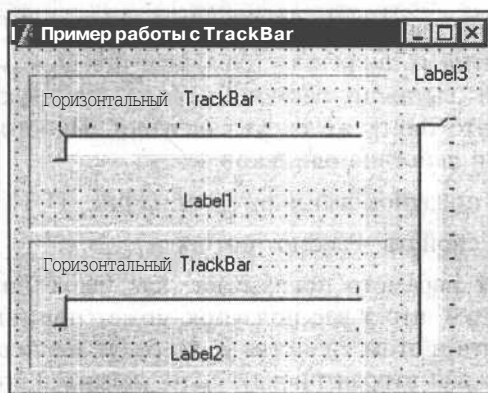 Пример работы с TrackBar
Label3
Горизонтальный TrackBar
Label1
Горизонтальный TrackBar
Label2